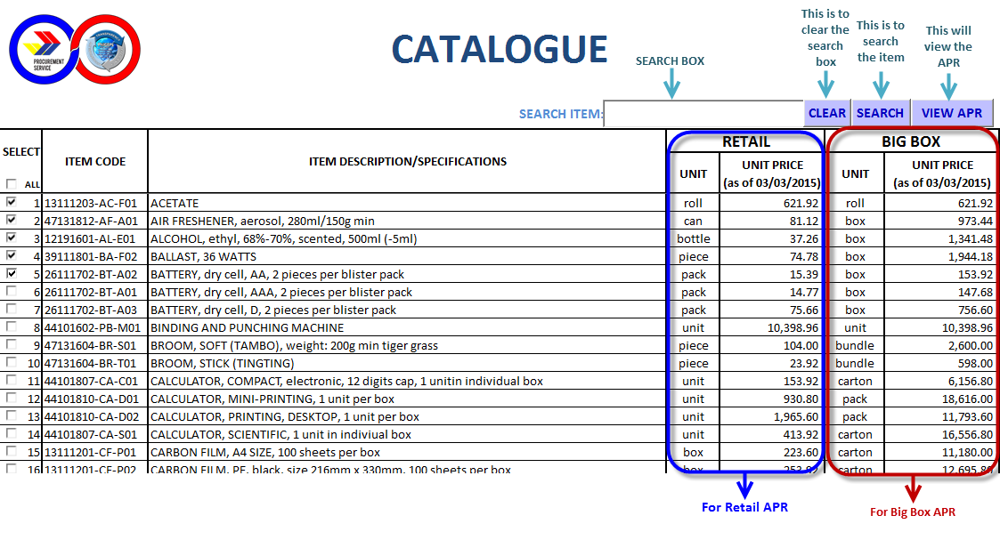 PROCUREMENT
SERVICE
CATALOGUE
SEARCH BOX
This is to
clear the
search
box
This is to
search
the item
This will
view the
APR
SEARCH ITEM:
CLEAR
SEARCH
VIEW APR
SELECT
ALL
ITEM CODE
ITEM DESCRIPTION/SPECIFICATIONS
RETAIL
BIG BOX
UNIT
UNIT PRICE
(as of 03/03/2015)
UNIT
UNIT PRICE
(as of 03/03/2015)
1 13111203-AC-F01 ACETATE roll 621.92 roll 621.92
2 47131812-AF-A01 AIR FRESHENER, aerosol, 280ml/150g min can 81.12 box 973.44
3 12191601-AL-E01 ALCOHOL, ethyl, 68%-70%, scented, 500ml (-5ml) bottle 37.26 box 1,341.48
4 39111801-BA-F02 BALLAST, 36 WATTS piece 74.78 box 1,944.18
5 26111702-BT-A02 BATTERY, dry cell, AA, 2 pieces per blister pack pack 15.39 box 153.92
6 26111702-BT-A01 BATTERY, dry cell, AAA, 2 pieces per blister pack pack 14.77 box 147.68
7 26111702-BT-A03 BATTERY, dry cell, D, 2 pieces per blister pack pack 75.66 box 756.60
8 44101602-PB-M01 BINDING AND PUNCHING MACHINE unit 10,398.96 unit 10,398.96
9 47131604-BR-S01 BROOM, SOFT (TAMBO), weight: 200g min tiger grass piece 104.00 bundle 2,600.00
10 47131604-BR-T01 BROOM, STICK (TINGTING) piece 23.92 bundle 598.00
11 44101807-CA-C01 CALCULATOR, COMPACT, electronic, 12 digits cap, 1 unitin individual box unit 153.92 carton 6,156.80
12 44101810-CA-D01 CALCULATOR, MINI-PRINTING, 1 unit per box unit 930.80 pack 18,616.00
13 44101810-CA-D02 CALCULATOR, PRINTING, DESKTOP, 1 unit per box unit 1,965.60 pack 11,793.60
14 44101807-CA-S01 CALCULATOR, SCIENTIFIC, 1 unit in indiviual box unit 413.92 carton 16,556.80
15 13111201-CF-P01 CARBON FILM, A4 SIZE, 100 sheets per box box 223.60 carton 11,180.00
16 13111201-CF-P02 CARBON FILM, PE, black, size 216mm x 330mm, 100 sheets per box box 253.92 carton 12,695.80
For Retail APR
For Big Box APR